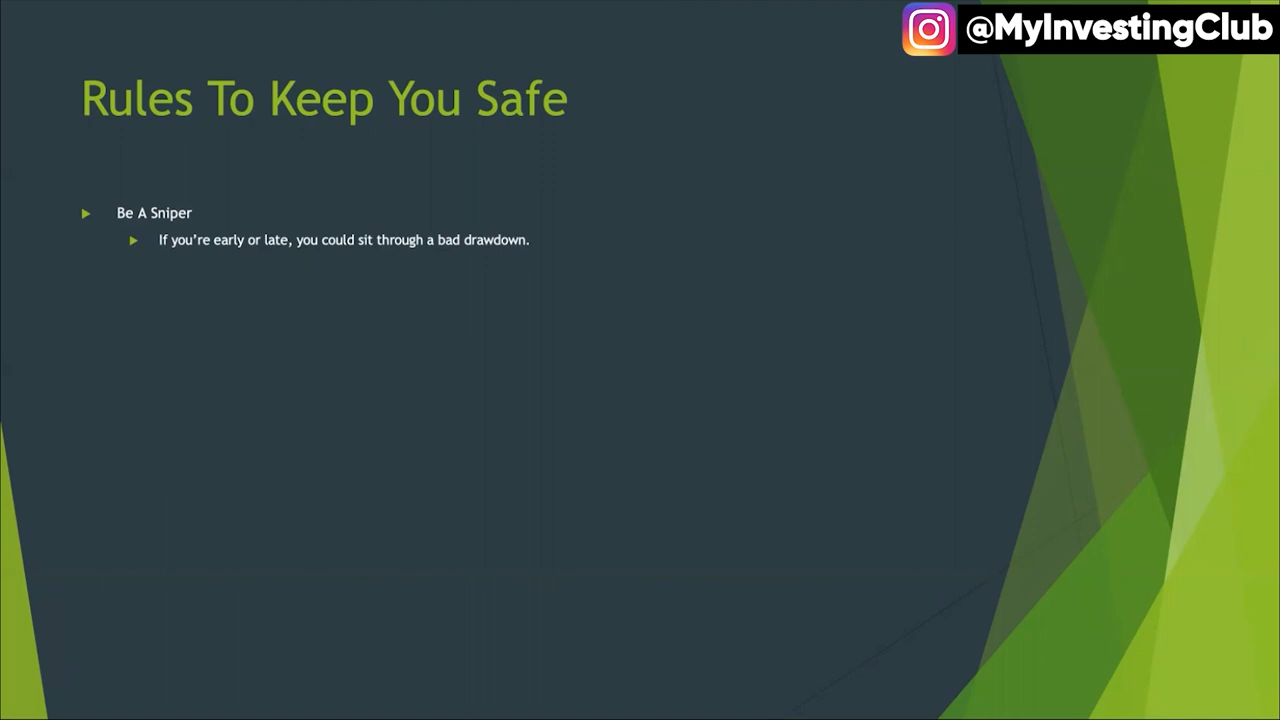 @MyInvestingClub
Rules To Keep You Safe
Be A Sniper
If you're early or late, you could sit through a bad drawdown.